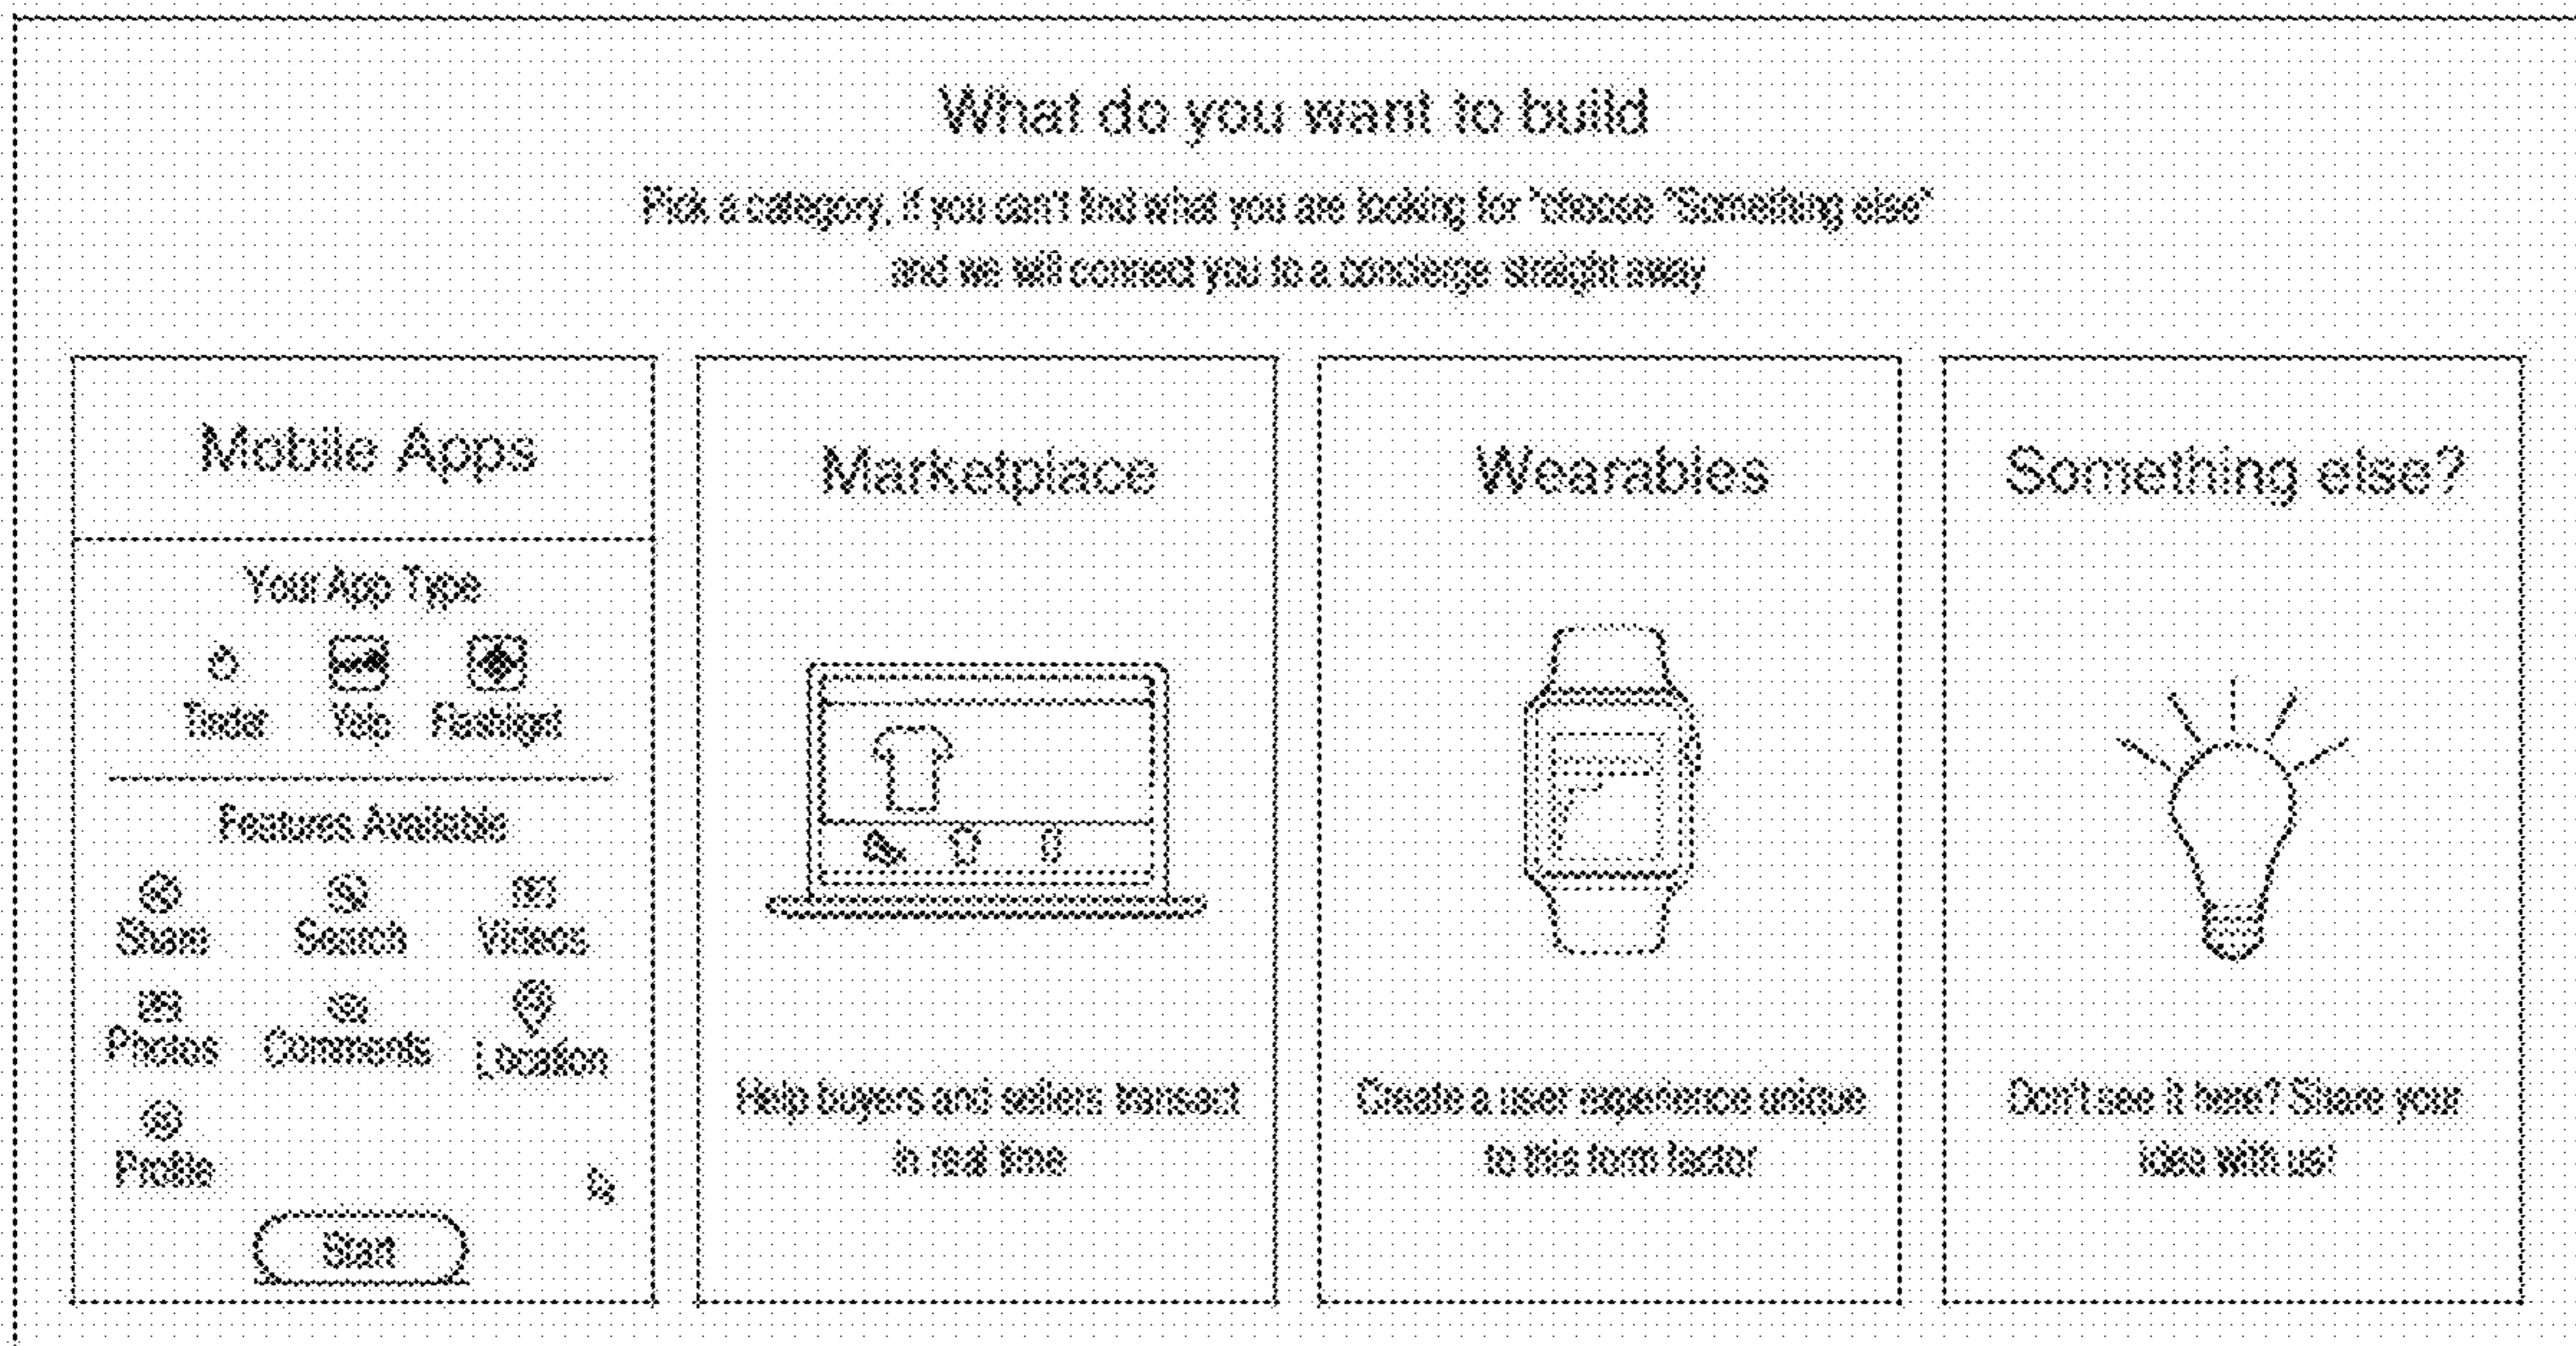 What do you want to build
Pick a category, if you can't find what you are looking for "choose "Something else"
and we will connect you to a concierge straight away
Mobile Apps
Your App Type
Tinder Yelp Flashlight
Features Available
Share Search Videos
Photos Comments Location
Profile
Start
Marketplace
Help buyers and sellers transact
in real time
Wearables
Create a user experience unique
to this form factor
Something else?
Don't see it here? Share your
idea with us!